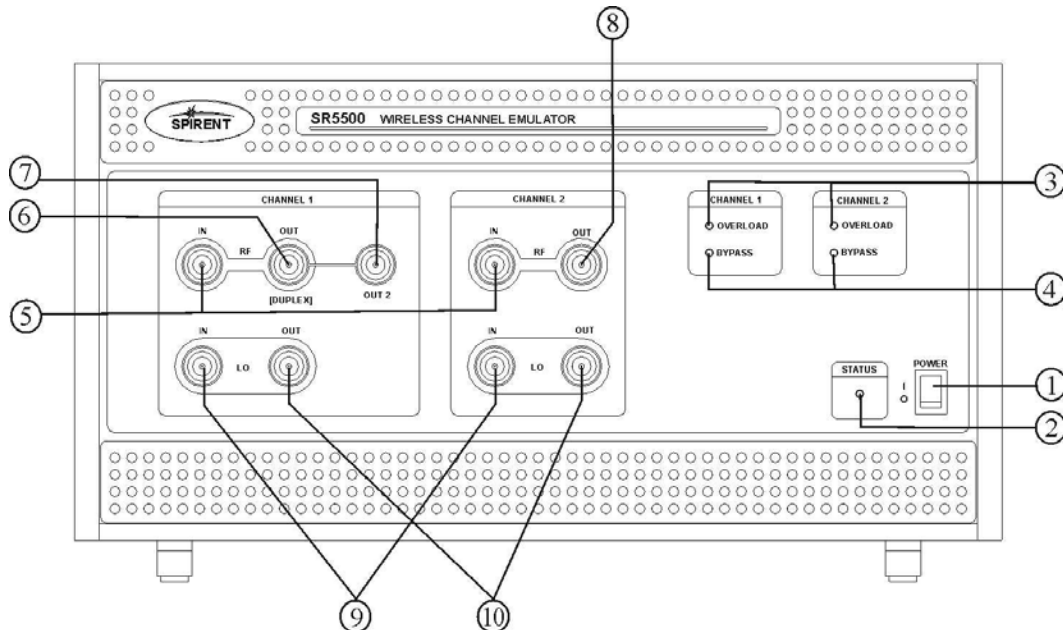 8
SPIRENT
SR5500 WIRELESS CHANNEL EMULATOR
7
3
CHANNEL 1
CHANNEL 2
CHANNEL 1
CHANNEL 2
6
IN
OUT
IN
OUT
OVERLOAD
OVERLOAD
RF
RF
BYPASS
BYPASS
4
[DUPLEX]
OUT 2
5
IN
OUT
IN
OUT
LO
LO
STATUS
POWER
I
1
2
9
10